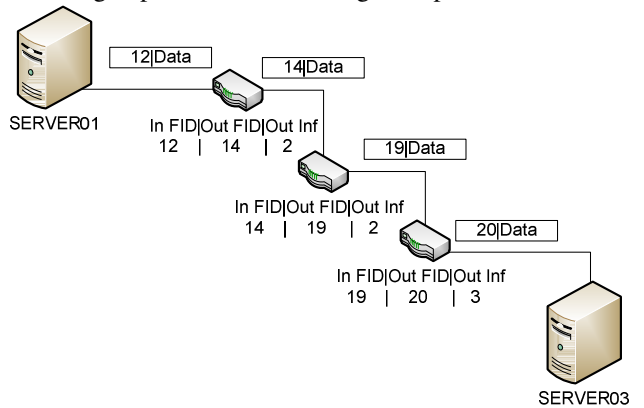 12|Data
14|Data
SERVER01
In FID|Out FID|Out Inf
12 | 14 | 2
19|Data
In FID|Out FID|Out Inf
14 | 19 | 2
20|Data
In FID|Out FID|Out Inf
19 | 20 | 3
SERVER03